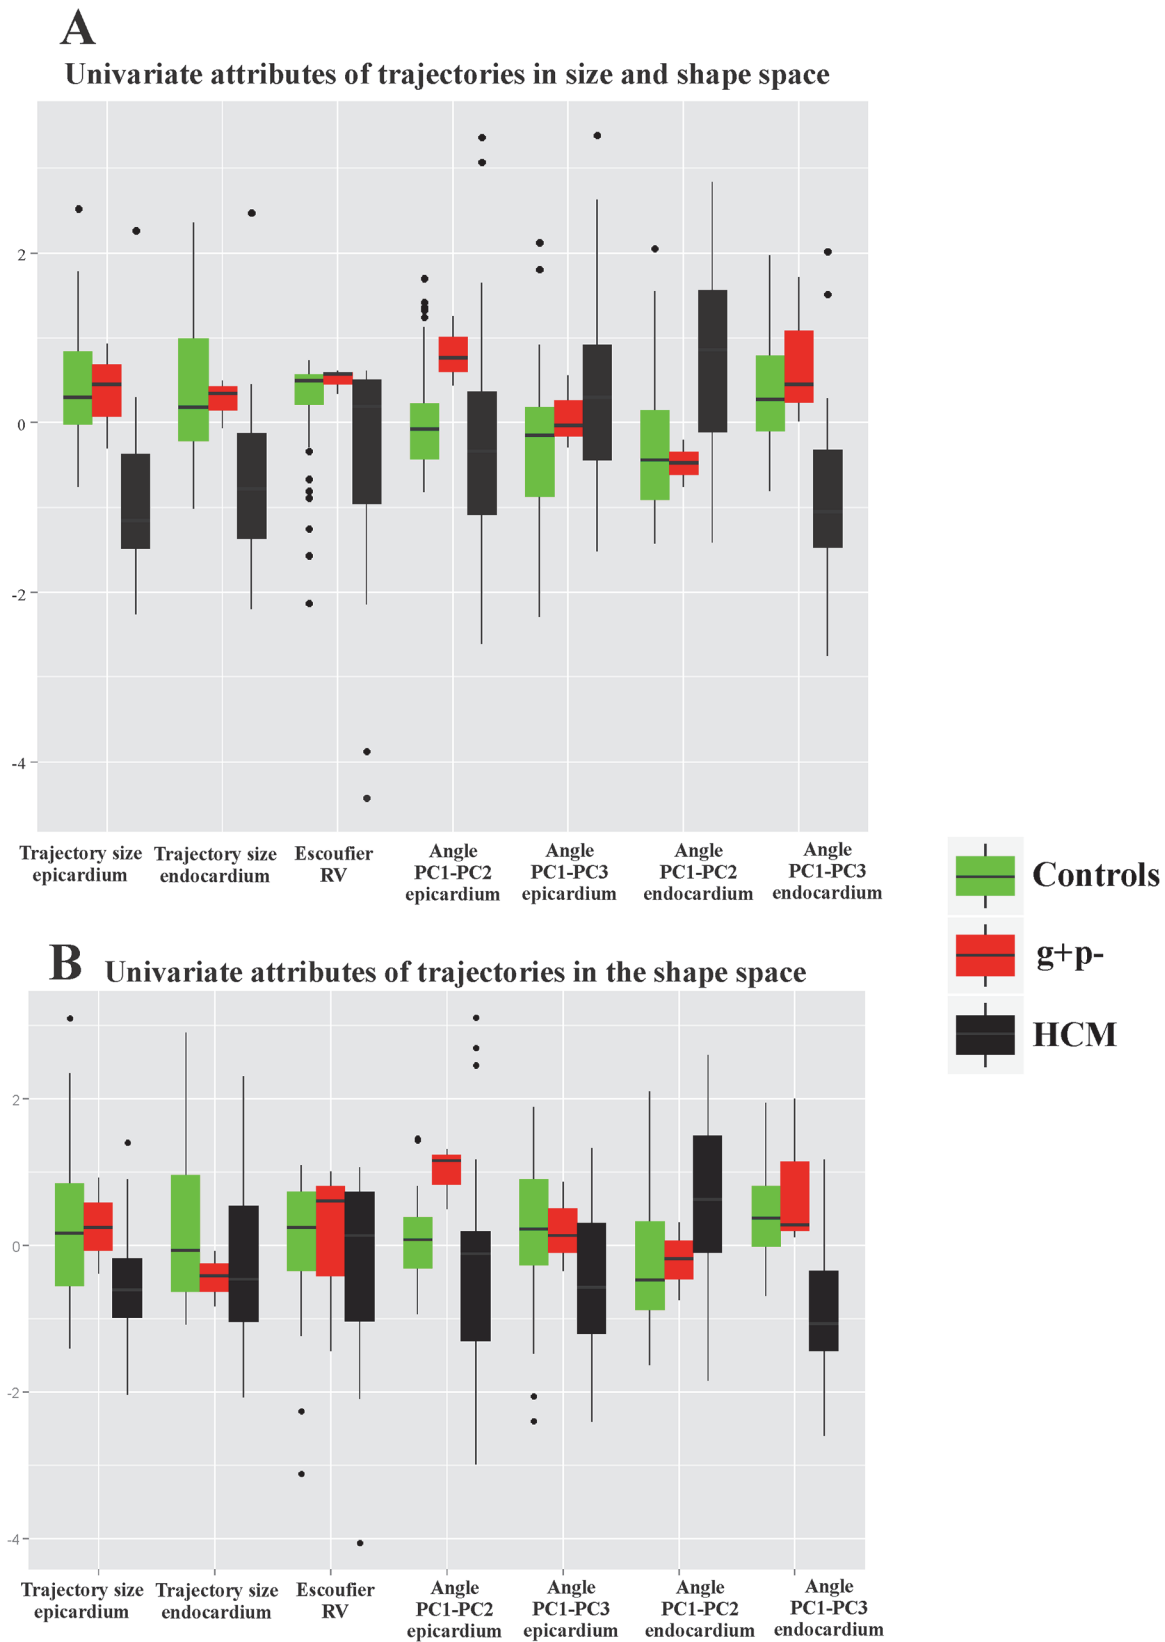 A
Univariate attributes of trajectories in size and shape space
2
0
-2
-4
Trajectory size
epicardium
Trajectory size
endocardium
Escoufier
RV
Angle
PC1-PC2
epicardium
Angle
PC1-PC3
epicardium
Angle
PC1-PC2
endocardium
Angle
PC1-PC3
endocardium
Controls
g+p-
HCM
B
Univariate attributes of trajectories in the shape space
2
0
-2
-4
Trajectory size
epicardium
Trajectory size
endocardium
Escoufier
RV
Angle
PC1-PC2
epicardium
Angle
PC1-PC3
epicardium
Angle
PC1-PC2
endocardium
Angle
PC1-PC3
endocardium